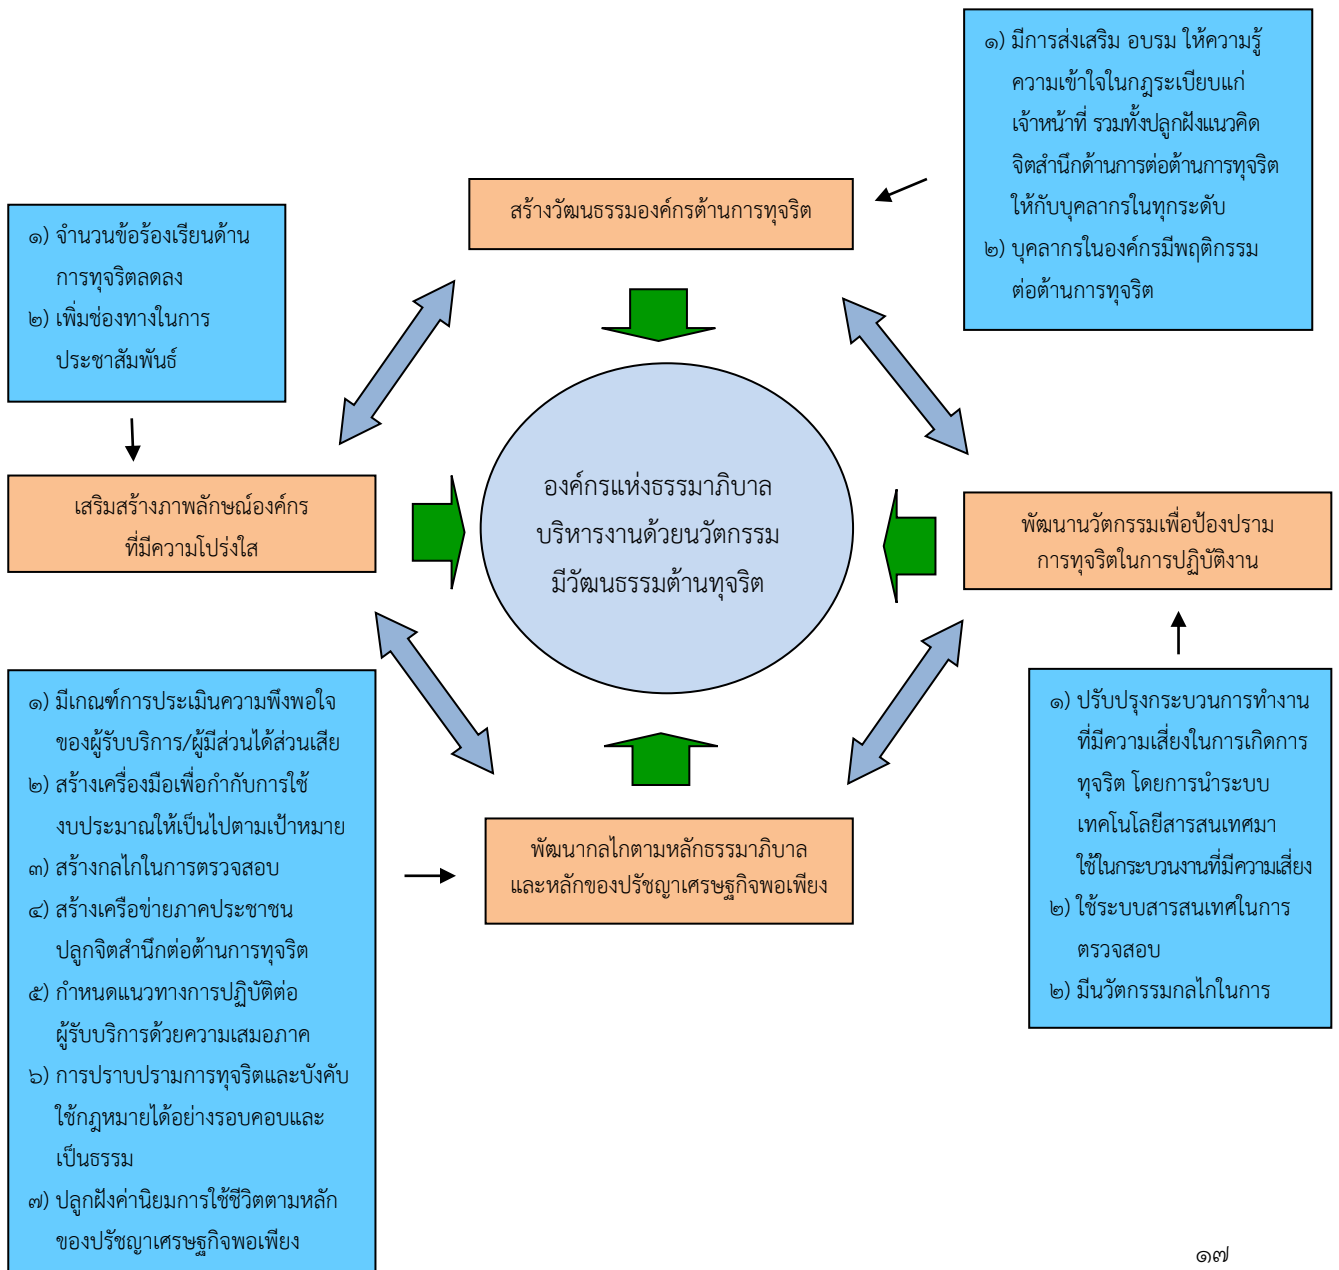 ๑) มีการส่งเสริม อบรม ให้ความรู้
ความเข้าใจในกฎระเบียบแก่
เจ้าหน้าที่ รวมทั้งปลูกฝังแนวคิด
จิตสำนึกด้านการต่อต้านการทุจริต
ให้กับบุคลากรในทุกระดับ
๒) บุคลากรในองค์กรมีพฤติกรรม
ต่อต้านการทุจริต
สร้างวัฒนธรรมองค์กรต้านการทุจริต
๑) จำนวนข้อร้องเรียนด้าน
การทุจริตลดลง
๒) เพิ่มช่องทางในการ
ประชาสัมพันธ์
เสริมสร้างภาพลักษณ์องค์กร
ที่มีความโปร่งใส
องค์กรแห่งธรรมาภิบาล
บริหารงานด้วยนวัตกรรม
มีวัฒนธรรมต้านทุจริต
พัฒนานวัตกรรมเพื่อป้องปราม
การทุจริตในการปฏิบัติงาน
๑) มีเกณฑ์การประเมินความพึงพอใจ
ของผู้รับบริการ/ผู้มีส่วนได้ส่วนเสีย
๒) สร้างเครื่องมือเพื่อกำกับการใช้
งบประมาณให้เป็นไปตามเป้าหมาย
๓) สร้างกลไกในการตรวจสอบ
๔) สร้างเครือข่ายภาคประชาชน
ปลูกจิตสำนึกต่อต้านการทุจริต
๕) กำหนดแนวทางการปฏิบัติต่อ
ผู้รับบริการด้วยความเสมอภาค
๖) การปราบปรามการทุจริตและบังคับ
ใช้กฎหมายได้อย่างรอบคอบและ
เป็นธรรม
๗) ปลูกฝังค่านิยมการใช้ชีวิตตามหลัก
ของปรัชญาเศรษฐกิจพอเพียง
พัฒนากลไกตามหลักธรรมาภิบาล
และหลักของปรัชญาเศรษฐกิจพอเพียง
๑) ปรับปรุงกระบวนการทำงาน
ที่มีความเสี่ยงในการเกิดการ
ทุจริต โดยการนำระบบ
เทคโนโลยีสารสนเทศมา
ใช้ในกระบวนงานที่มีความเสี่ยง
๒) ใช้ระบบสารสนเทศในการ
ตรวจสอบ
๒) มีนวัตกรรมกลไกในการ
๑๗